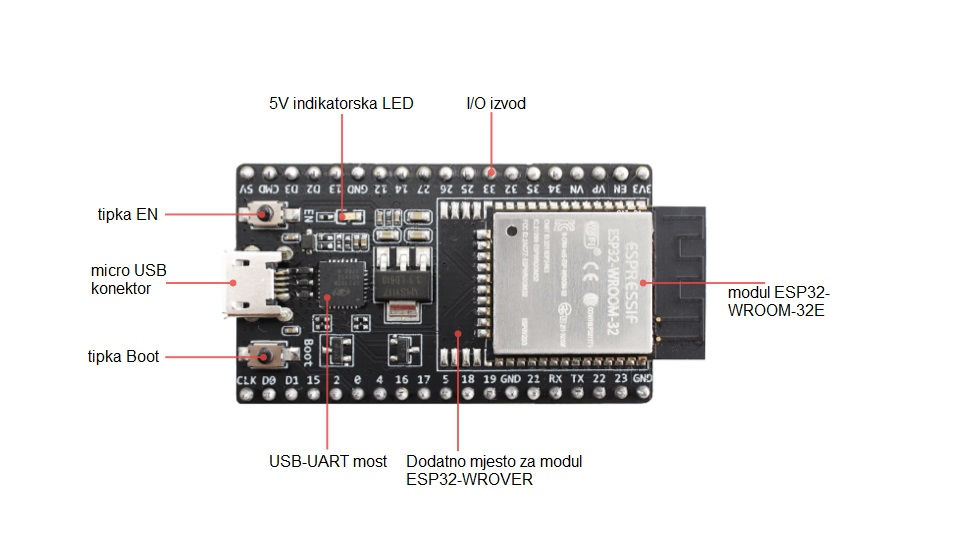 5V indikatorska LED
I/O izvod
5V CMD D3 D2 13 GND 12 14 27 26 25 33 32 35 34 VN VP EN 3V3
tipka EN
EN
micro USB
konektor
ESPRESSIF
ESP32-WROOM-32
WiFi
CE
modul ESP32-
WROOM-32E
tipka Boot
Boot
CLK D0 D1 15 2 0 4 16 17 5 18 19 GND 21 RX TX 22 23 GND
USB-UART most
Dodatno mjesto za modul
ESP32-WROVER